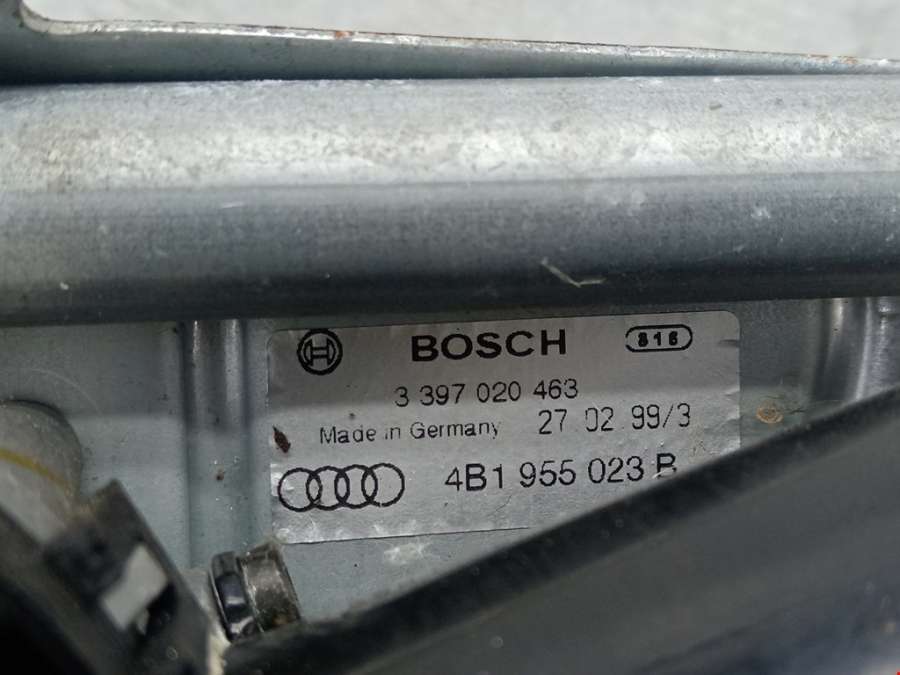 BOSCH 816
3 397 020 463
Made in Germany 27 02 99/3
4B1 955 023 B